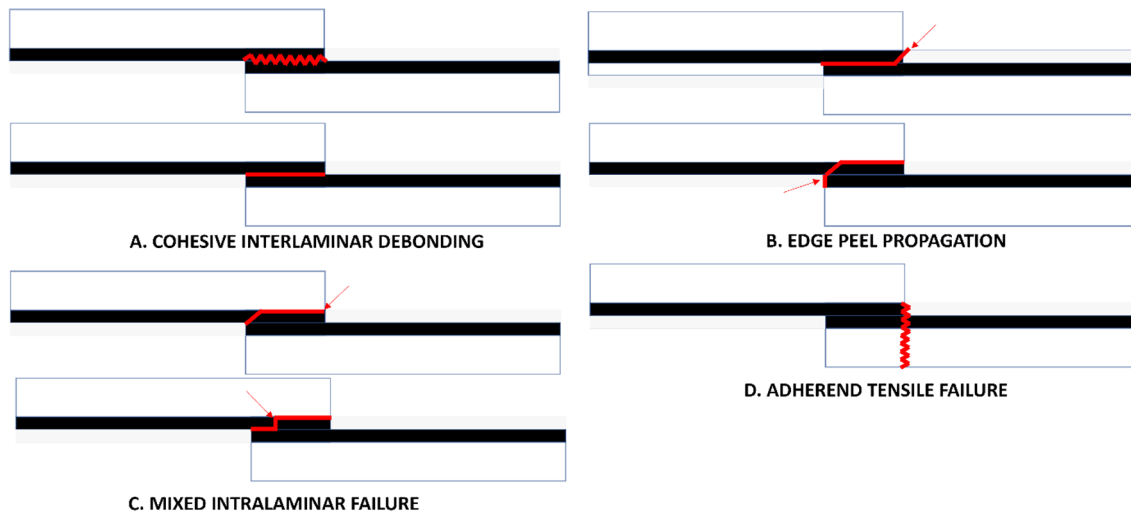 A. COHESIVE INTERLAMINAR DEBONDING
B. EDGE PEEL PROPAGATION
C. MIXED INTRALAMINAR FAILURE
D. ADHEREND TENSILE FAILURE